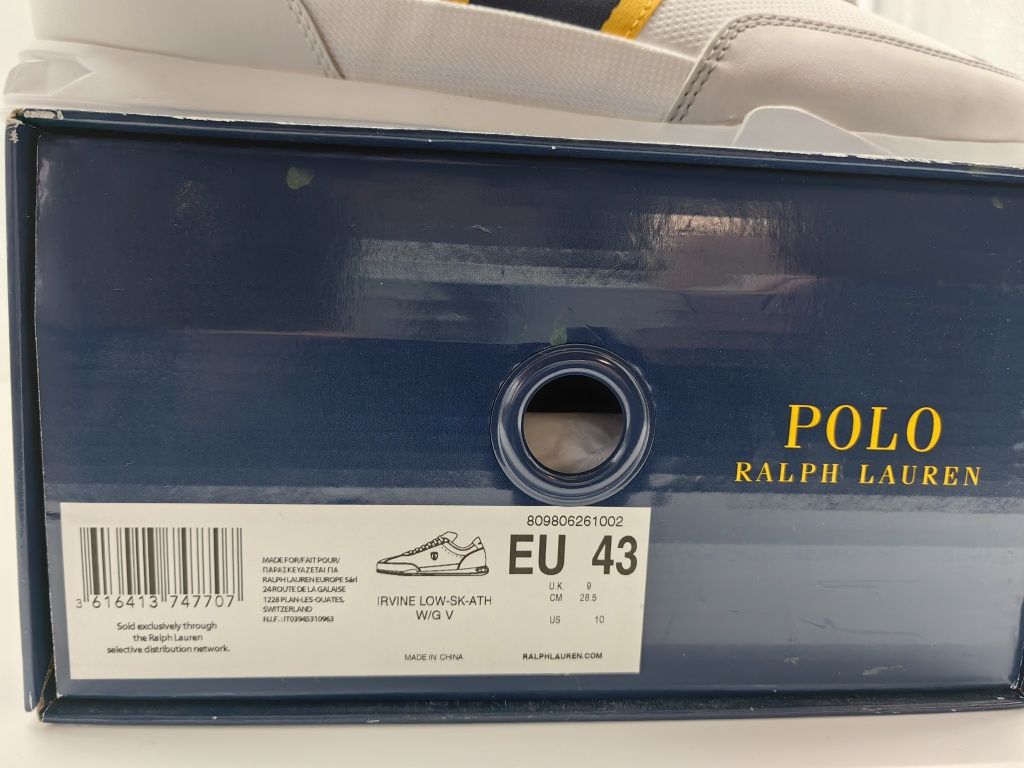 POLO
RALPH LAUREN
809806261002
EU 43
U.K. 9
CM 28.5
US 10
RALPHLAUREN.COM
IRVINE LOW-SK-ATH
W/G V
MADE IN CHINA
MADE FOR/FAIT POUR/
ΠΑΡΑΣΚΕΥΑΖΕΤΑΙ ΓΙΑ
RALPH LAUREN EUROPE Sàrl
24 ROUTE DE LA GALAISE
1228 PLAN-LES-OUATES,
SWITZERLAND
N.I.F.: IT03945310963
3 616413 747707
Sold exclusively through
the Ralph Lauren
selective distribution network.